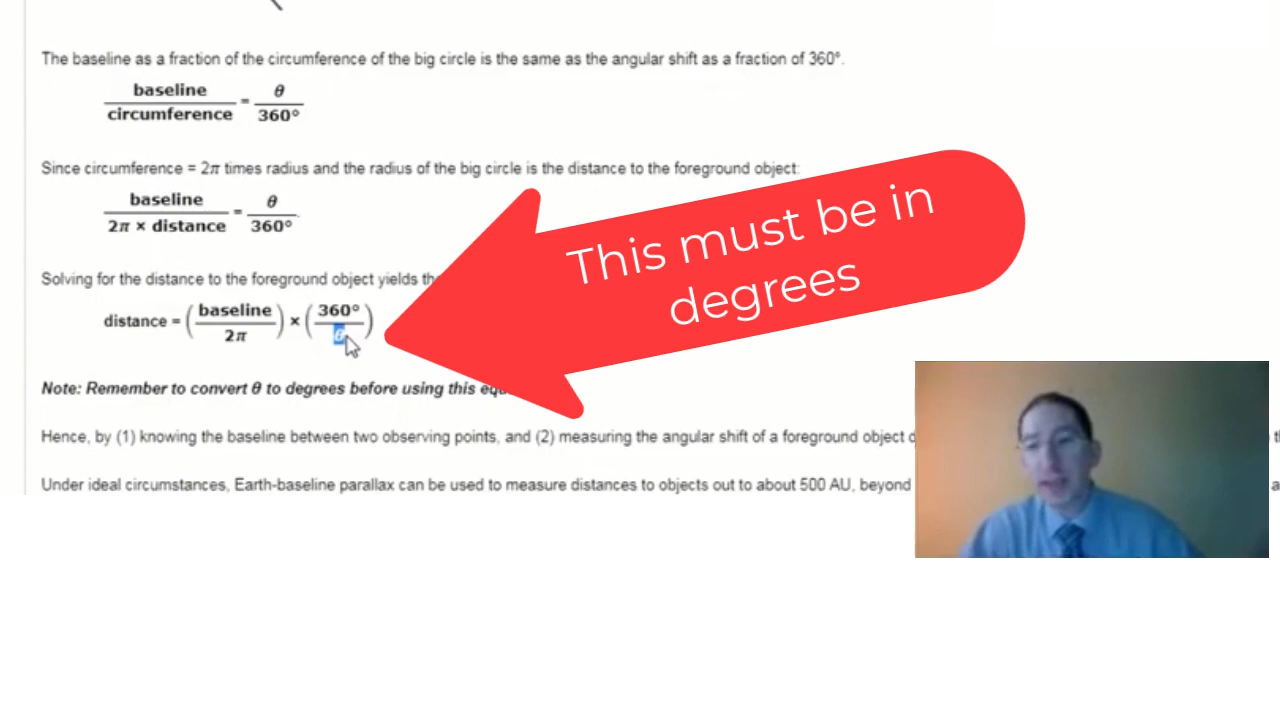 The baseline as a fraction of the circumference of the big circle is the same as the angular shift as a fraction of 360°.
baseline / circumference = θ / 360°
Since circumference = 2π times radius and the radius of the big circle is the distance to the foreground object:
baseline / 2π × distance = θ / 360°
Solving for the distance to the foreground object yields
distance = (baseline / 2π) × (360° / θ)
This must be in
degrees
Note: Remember to convert θ to degrees before using this
Hence, by (1) knowing the baseline between two observing points, and (2) measuring the angular shift of a foreground object
Under ideal circumstances, Earth-baseline parallax can be used to measure distances to objects out to about 500 AU, beyond